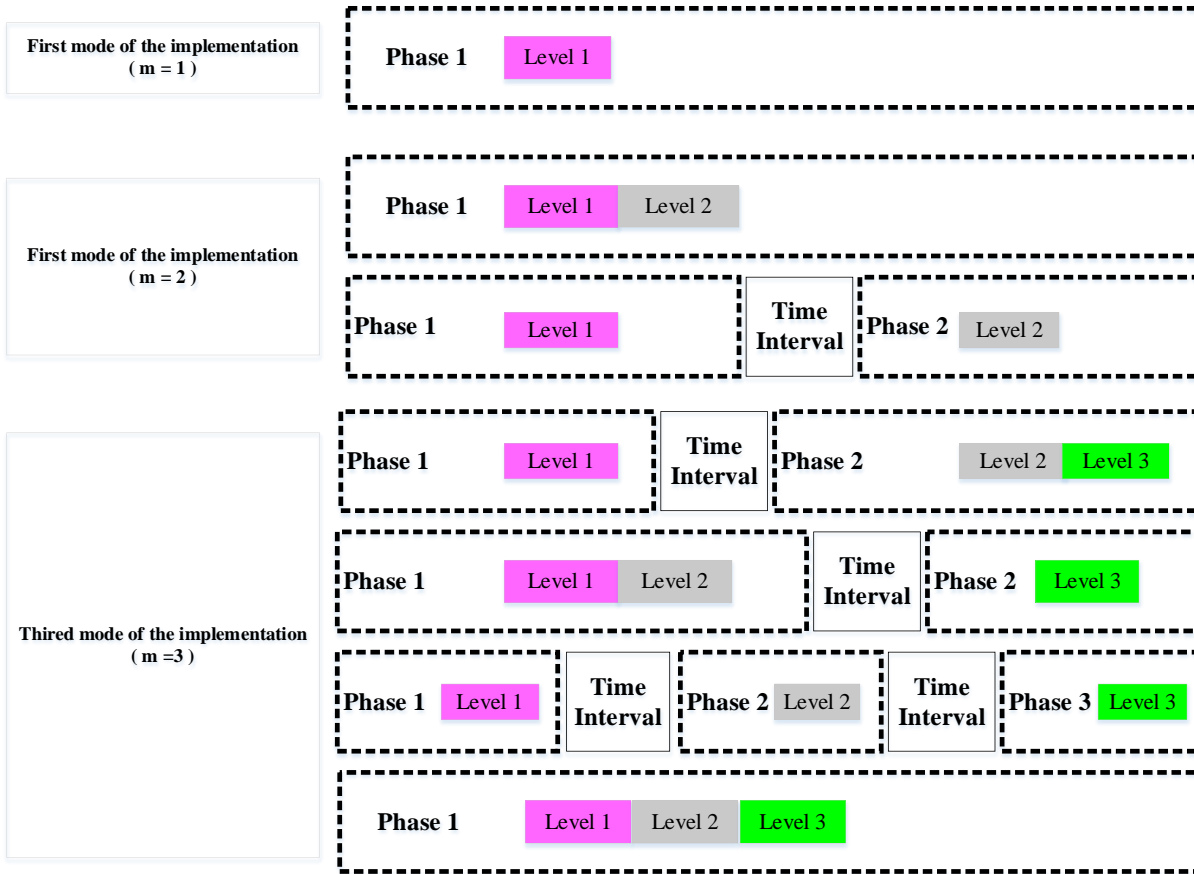 First mode of the implementation
( m = 1 )
Phase 1 Level 1
First mode of the implementation
( m = 2 )
Phase 1 Level 1 Level 2
Phase 1 Level 1
Time
Interval
Phase 2 Level 2
Thired mode of the implementation
( m =3 )
Phase 1 Level 1
Time
Interval
Phase 2 Level 2 Level 3
Phase 1 Level 1 Level 2
Time
Interval
Phase 2 Level 3
Phase 1 Level 1
Time
Interval
Phase 2 Level 2
Time
Interval
Phase 3 Level 3
Phase 1 Level 1 Level 2 Level 3